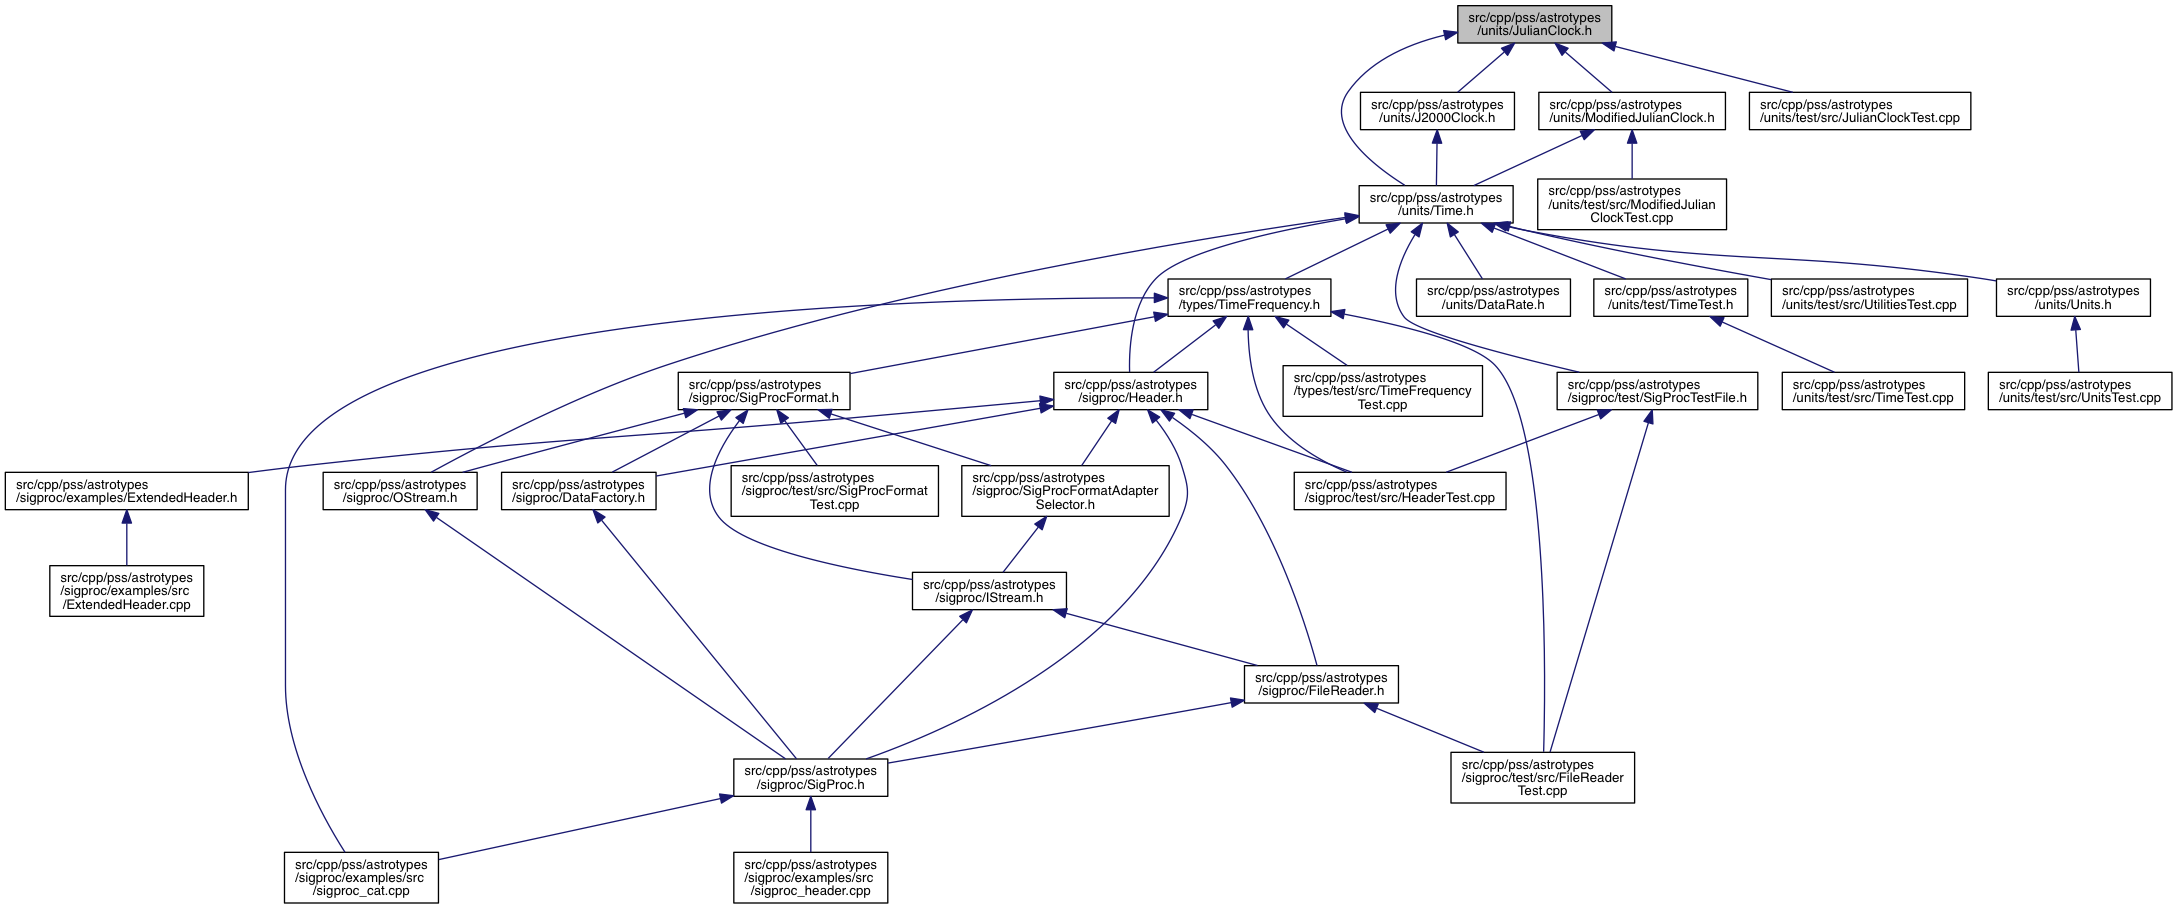 src/cpp/pss/astrotypes
/units/JulianClock.h
src/cpp/pss/astrotypes
/units/J2000Clock.h
src/cpp/pss/astrotypes
/units/ModifiedJulianClock.h
src/cpp/pss/astrotypes
/units/test/src/JulianClockTest.cpp
src/cpp/pss/astrotypes
/units/Time.h
src/cpp/pss/astrotypes
/units/test/src/ModifiedJulian
ClockTest.cpp
src/cpp/pss/astrotypes
/types/TimeFrequency.h
src/cpp/pss/astrotypes
/units/DataRate.h
src/cpp/pss/astrotypes
/units/test/TimeTest.h
src/cpp/pss/astrotypes
/units/test/src/UtilitiesTest.cpp
src/cpp/pss/astrotypes
/units/Units.h
src/cpp/pss/astrotypes
/sigproc/SigProcFormat.h
src/cpp/pss/astrotypes
/sigproc/Header.h
src/cpp/pss/astrotypes
/types/test/src/TimeFrequency
Test.cpp
src/cpp/pss/astrotypes
/sigproc/test/SigProcTestFile.h
src/cpp/pss/astrotypes
/units/test/src/TimeTest.cpp
src/cpp/pss/astrotypes
/units/test/src/UnitsTest.cpp
src/cpp/pss/astrotypes
/sigproc/examples/ExtendedHeader.h
src/cpp/pss/astrotypes
/sigproc/OStream.h
src/cpp/pss/astrotypes
/sigproc/DataFactory.h
src/cpp/pss/astrotypes
/sigproc/test/src/SigProcFormat
Test.cpp
src/cpp/pss/astrotypes
/sigproc/SigProcFormatAdapter
Selector.h
src/cpp/pss/astrotypes
/sigproc/test/src/HeaderTest.cpp
src/cpp/pss/astrotypes
/sigproc/examples/src
/ExtendedHeader.cpp
src/cpp/pss/astrotypes
/sigproc/IStream.h
src/cpp/pss/astrotypes
/sigproc/FileReader.h
src/cpp/pss/astrotypes
/sigproc/SigProc.h
src/cpp/pss/astrotypes
/sigproc/test/src/FileReader
Test.cpp
src/cpp/pss/astrotypes
/sigproc/examples/src
/sigproc_cat.cpp
src/cpp/pss/astrotypes
/sigproc/examples/src
/sigproc_header.cpp